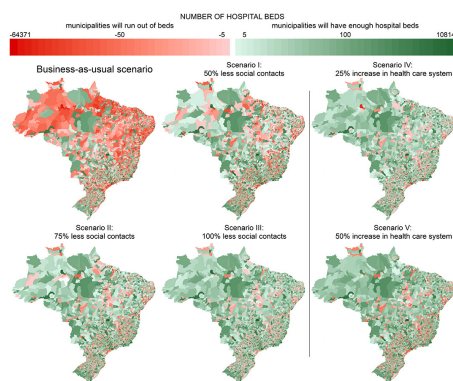 NUMBER OF HOSPITAL BEDS
municipalities will run out of beds
municipalities will have enough hospital beds
-64371 -50 -5 5 100 10814
Business-as-usual scenario
Scenario I:
50% less social contacts
Scenario IV:
25% increase in health care system
Scenario II:
75% less social contacts
Scenario III:
100% less social contacts
Scenario V:
50% increase in health care system